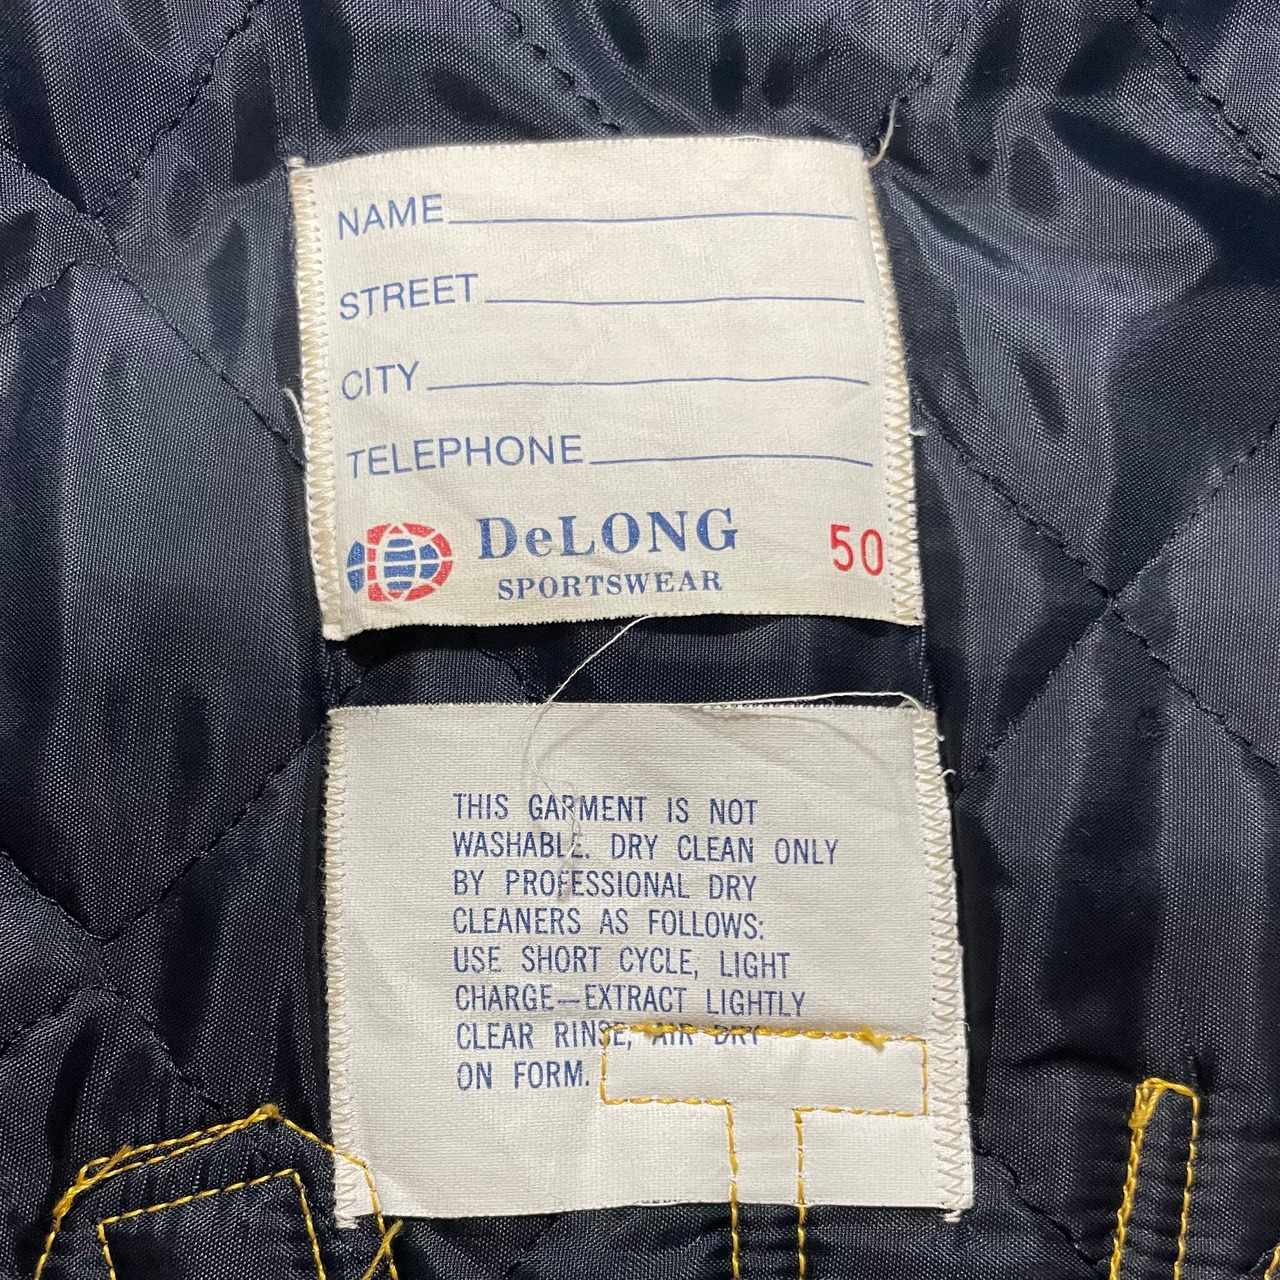 NAME
STREET
CITY
TELEPHONE
DeLONG 50
SPORTSWEAR
THIS GARMENT IS NOT
WASHABLE. DRY CLEAN ONLY
BY PROFESSIONAL DRY
CLEANERS AS FOLLOWS:
USE SHORT CYCLE, LIGHT
CHARGE—EXTRACT LIGHTLY
CLEAR RINSE, AIR DRY
ON FORM.